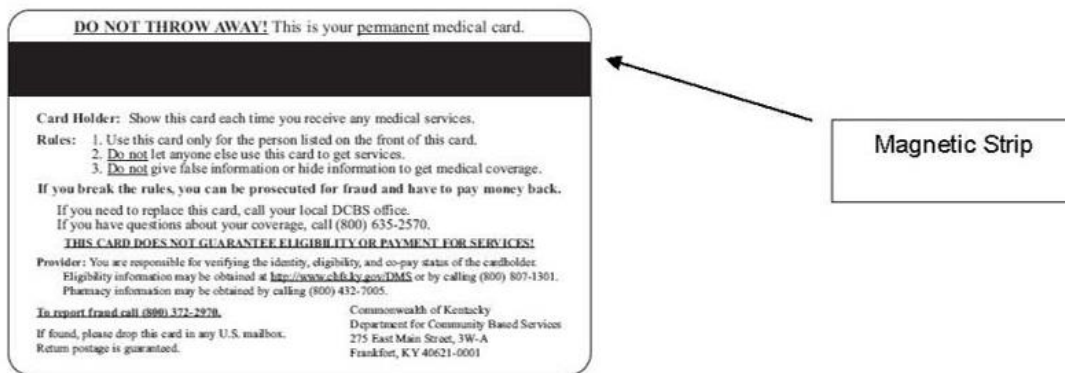 DO NOT THROW AWAY! This is your permanent medical card.
Magnetic Strip
Card Holder: Show this card each time you receive any medical services.
Rules: 1. Use this card only for the person listed on the front of this card.
2. Do not let anyone else use this card to get services.
3. Do not give false information or hide information to get medical coverage.
If you break the rules, you can be prosecuted for fraud and have to pay money back.
If you need to replace this card, call your local DCBS office.
If you have questions about your coverage, call (800) 635-2570.
THIS CARD DOES NOT GUARANTEE ELIGIBILITY OR PAYMENT FOR SERVICES!
Provider: You are responsible for verifying the identity, eligibility, and co-pay status of the cardholder.
Eligibility information may be obtained at http://www.chfs.ky.gov/DMS or by calling (800) 807-1301.
Pharmacy information may be obtained by calling (800) 432-7005.
To report fraud call (800) 372-2970.
If found, please drop this card in any U.S. mailbox.
Return postage is guaranteed.
Commonwealth of Kentucky
Department for Community Based Services
275 East Main Street, 3W-A
Frankfort, KY 40621-0001